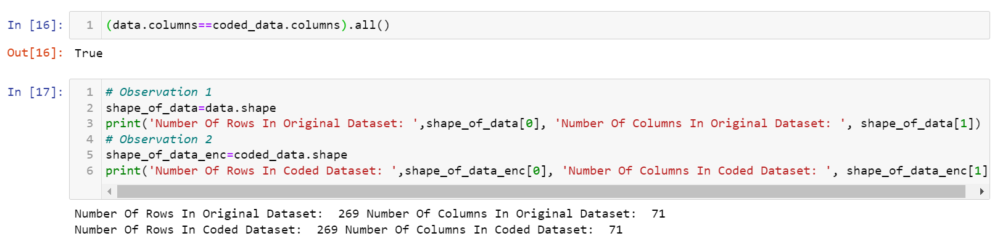 In [16]: 1 (data.columns==coded_data.columns).all()
Out[16]: True
In [17]: 1 # Observation 1
2 shape_of_data=data.shape
3 print('Number Of Rows In Original Dataset: ',shape_of_data[0], 'Number Of Columns In Original Dataset: ', shape_of_data[1])
4 # Observation 2
5 shape_of_data_enc=coded_data.shape
6 print('Number Of Rows In Coded Dataset: ',shape_of_data_enc[0], 'Number Of Columns In Coded Dataset: ', shape_of_data_enc[1]
Number Of Rows In Original Dataset:  269 Number Of Columns In Original Dataset:  71
Number Of Rows In Coded Dataset:  269 Number Of Columns In Coded Dataset:  71